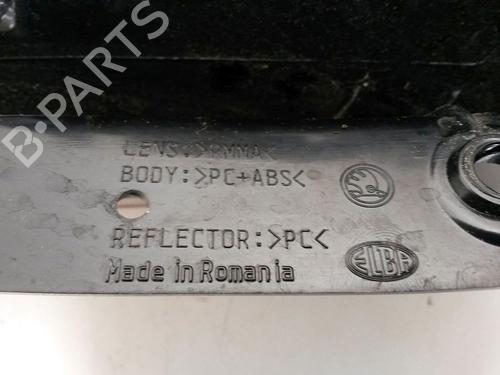 B-PARTS
LENS:>PMMA<
BODY:>PC+ABS<
REFLECTOR:>PC<
Made in Romania
ELBA